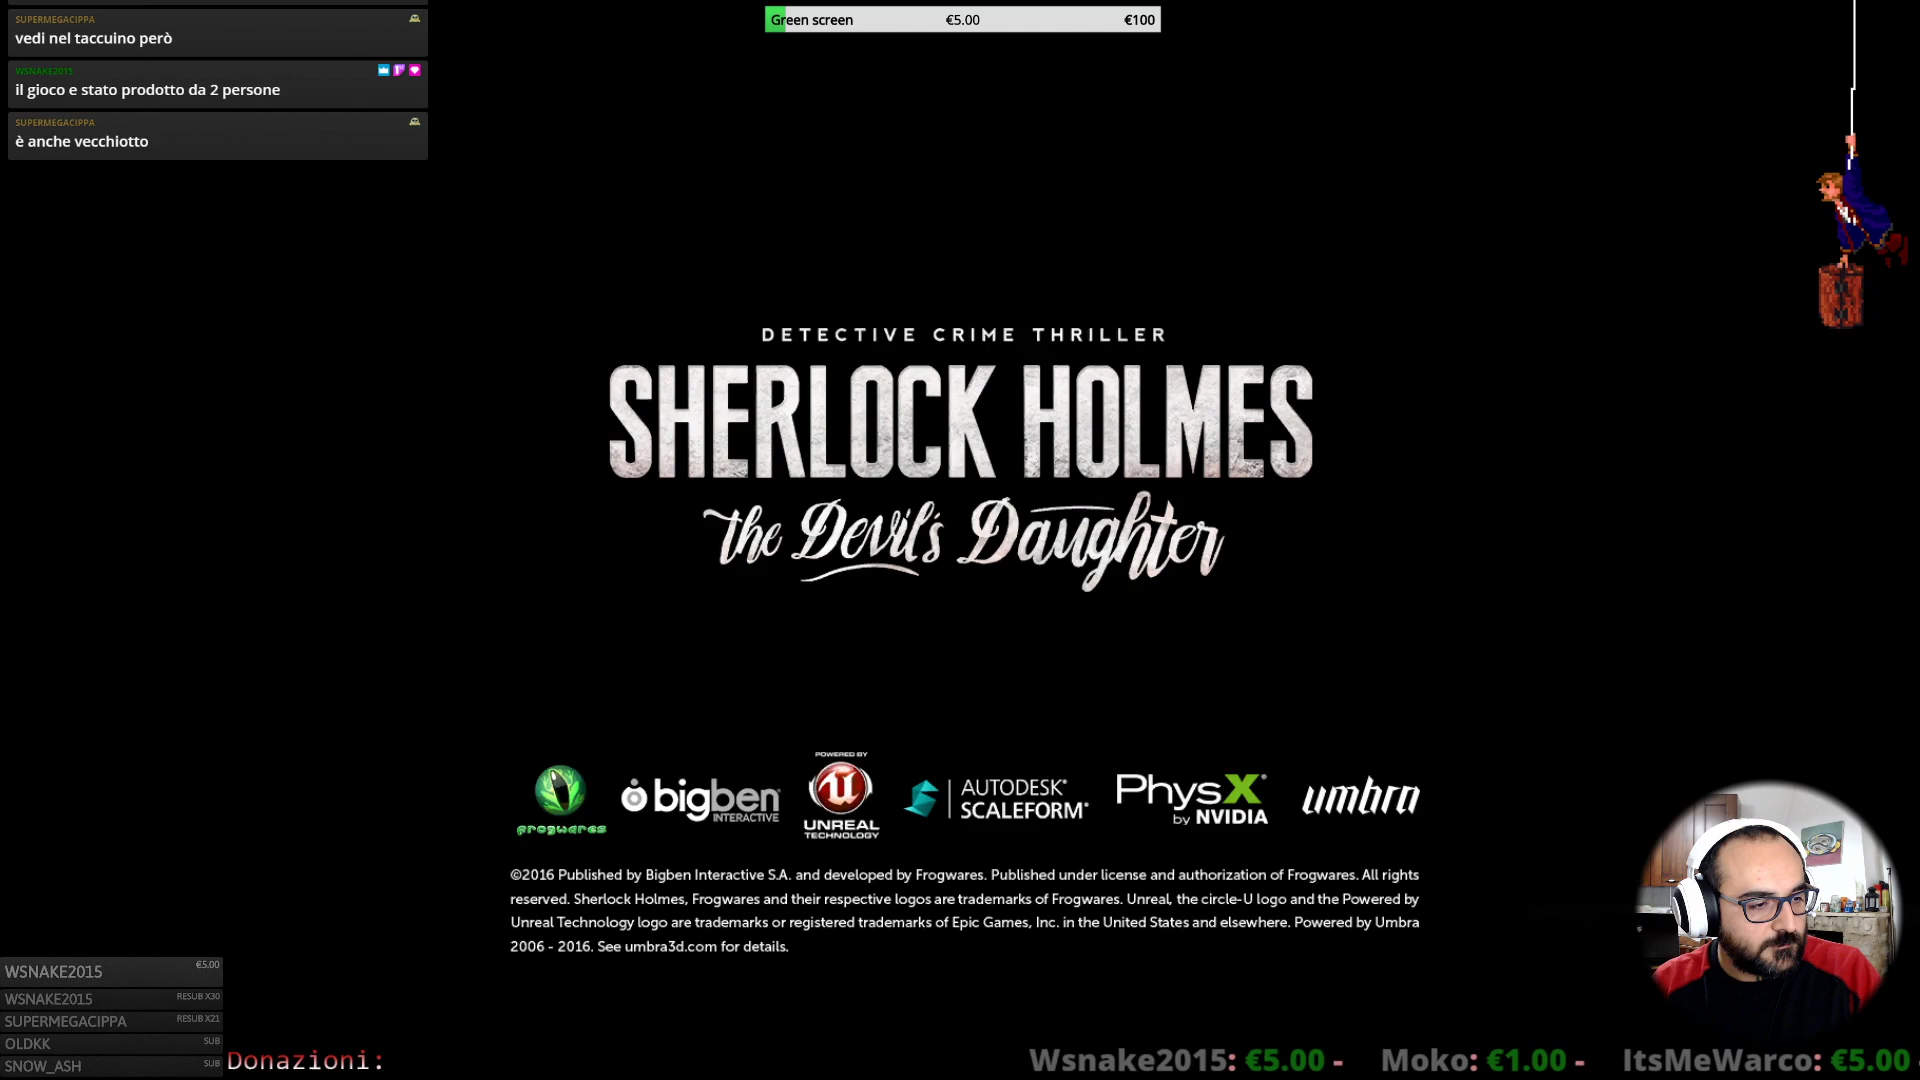 SUPERMEGACIPPA
vedi nel taccuino però
WSNAKE2015
il gioco e stato prodotto da 2 persone
SUPERMEGACIPPA
è anche vecchiotto
Green screen €5.00 €100
DETECTIVE CRIME THRILLER
SHERLOCK HOLMES
The Devil's Daughter
frogwares
bigben
INTERACTIVE
POWERED BY
UNREAL
TECHNOLOGY
AUTODESK®
SCALEFORM®
PhysX®
by NVIDIA
umbra
©2016 Published by Bigben Interactive S.A. and developed by Frogwares. Published under license and authorization of Frogwares. All rights
reserved. Sherlock Holmes, Frogwares and their respective logos are trademarks of Frogwares. Unreal, the circle-U logo and the Powered by
Unreal Technology logo are trademarks or registered trademarks of Epic Games, Inc. in the United States and elsewhere. Powered by Umbra
2006 - 2016. See umbra3d.com for details.
WSNAKE2015 €5.00
WSNAKE2015 RESUB X30
SUPERMEGACIPPA RESUB X21
OLDKK SUB
SNOW_ASH SUB
Donazioni: Wsnake2015: €5.00 - Moko: €1.00 - ItsMeWarco: €5.00